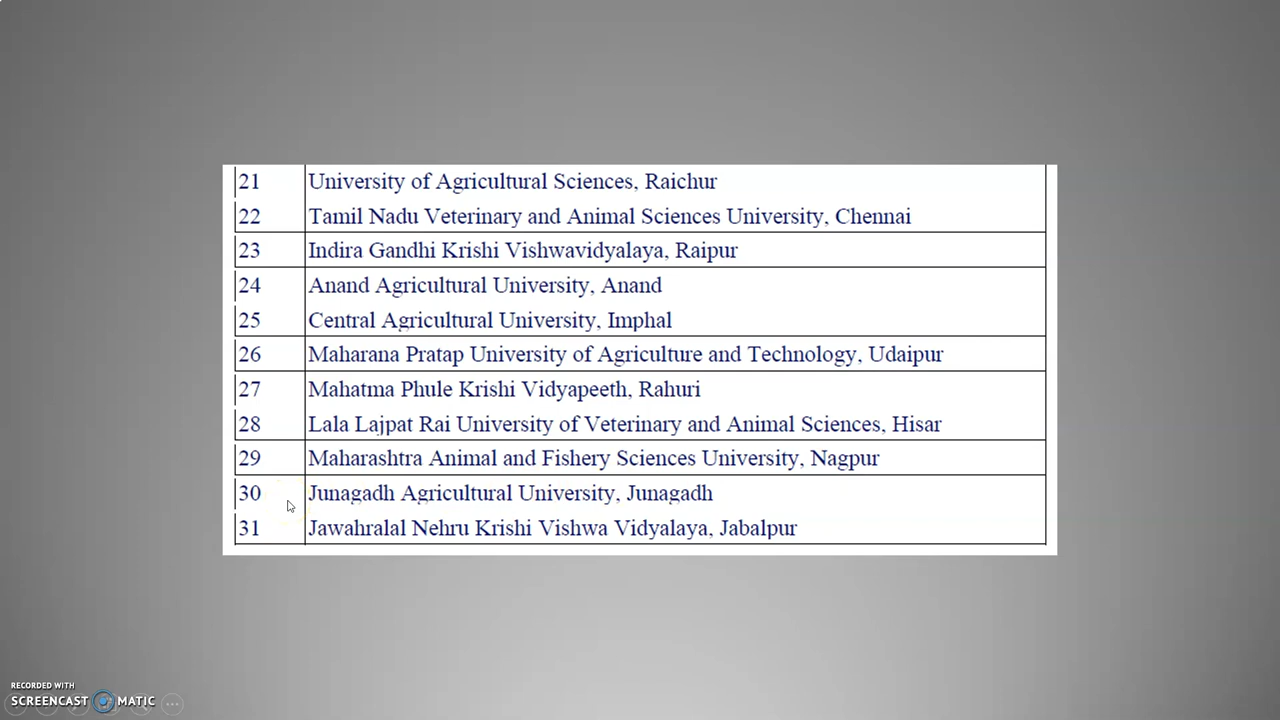 21 University of Agricultural Sciences, Raichur
22 Tamil Nadu Veterinary and Animal Sciences University, Chennai
23 Indira Gandhi Krishi Vishwavidyalaya, Raipur
24 Anand Agricultural University, Anand
25 Central Agricultural University, Imphal
26 Maharana Pratap University of Agriculture and Technology, Udaipur
27 Mahatma Phule Krishi Vidyapeeth, Rahuri
28 Lala Lajpat Rai University of Veterinary and Animal Sciences, Hisar
29 Maharashtra Animal and Fishery Sciences University, Nagpur
30 Junagadh Agricultural University, Junagadh
31 Jawahralal Nehru Krishi Vishwa Vidyalaya, Jabalpur
RECORDED WITH
SCREENCAST MATIC